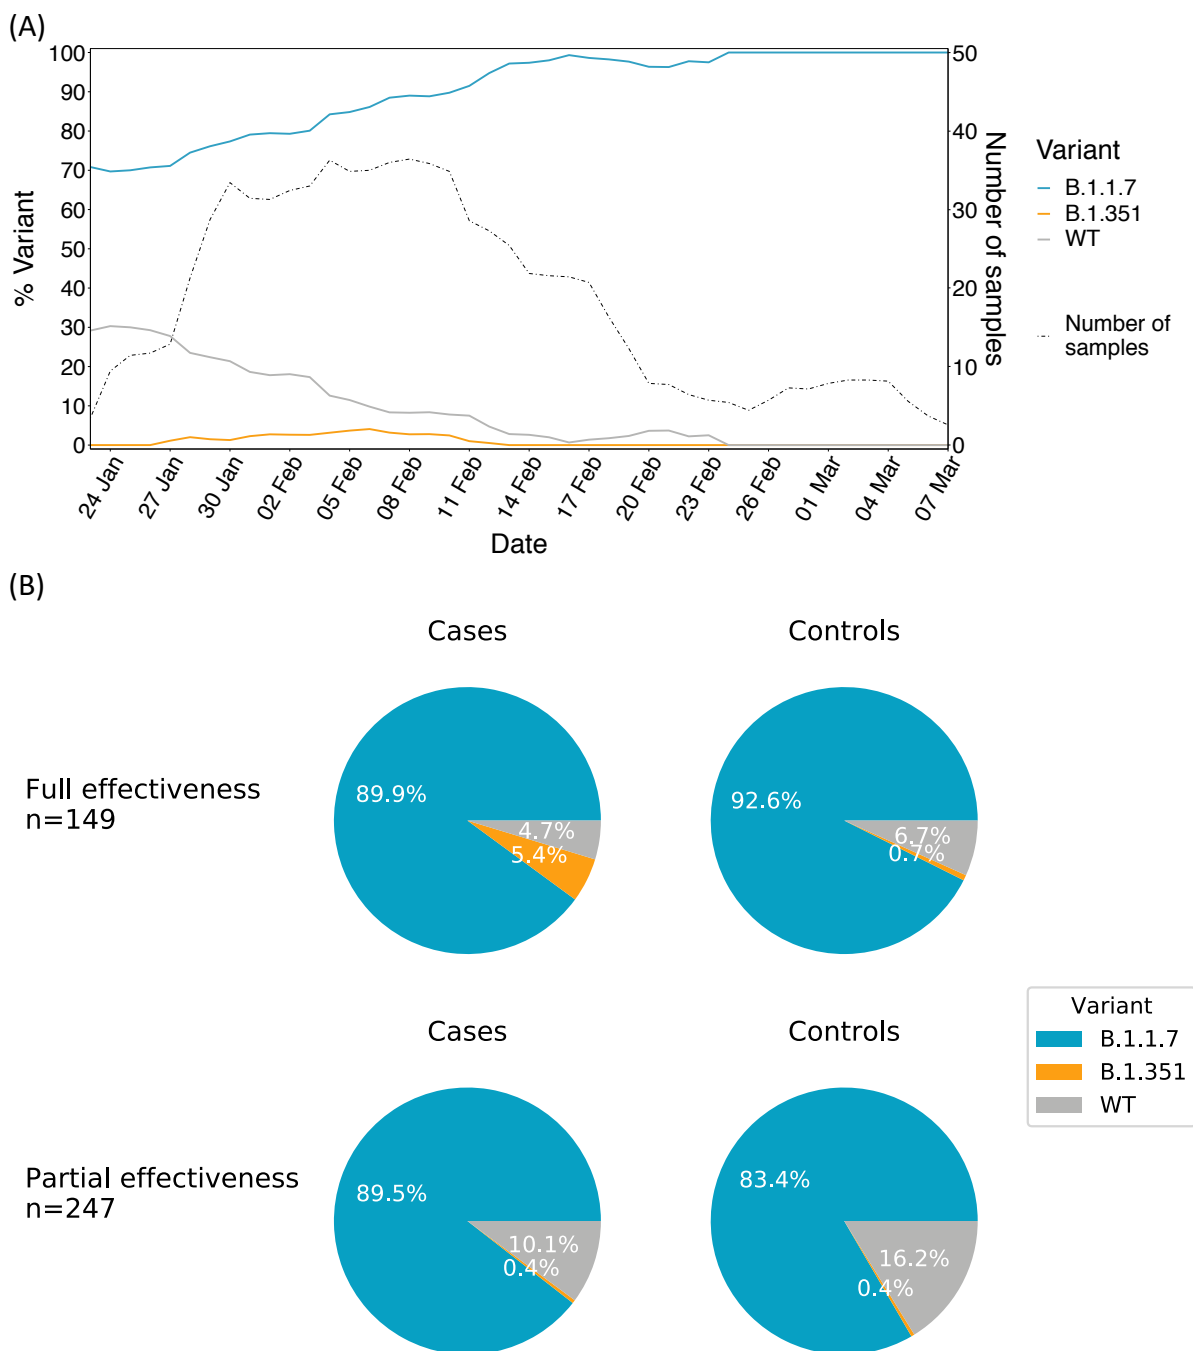 (A)
100
90
80
70
60
50
40
30
20
10
0
% Variant
50
40
30
20
10
0
Number of samples
24 Jan
27 Jan
30 Jan
02 Feb
05 Feb
08 Feb
11 Feb
14 Feb
17 Feb
20 Feb
23 Feb
26 Feb
01 Mar
04 Mar
07 Mar
Date
Variant
B.1.1.7
B.1.351
WT
Number of
samples
(B)
Cases
Controls
Full effectiveness
n=149
89.9%
4.7%
5.4%
92.6%
6.7%
0.7%
Cases
Controls
Partial effectiveness
n=247
89.5%
10.1%
0.4%
83.4%
16.2%
0.4%
Variant
B.1.1.7
B.1.351
WT